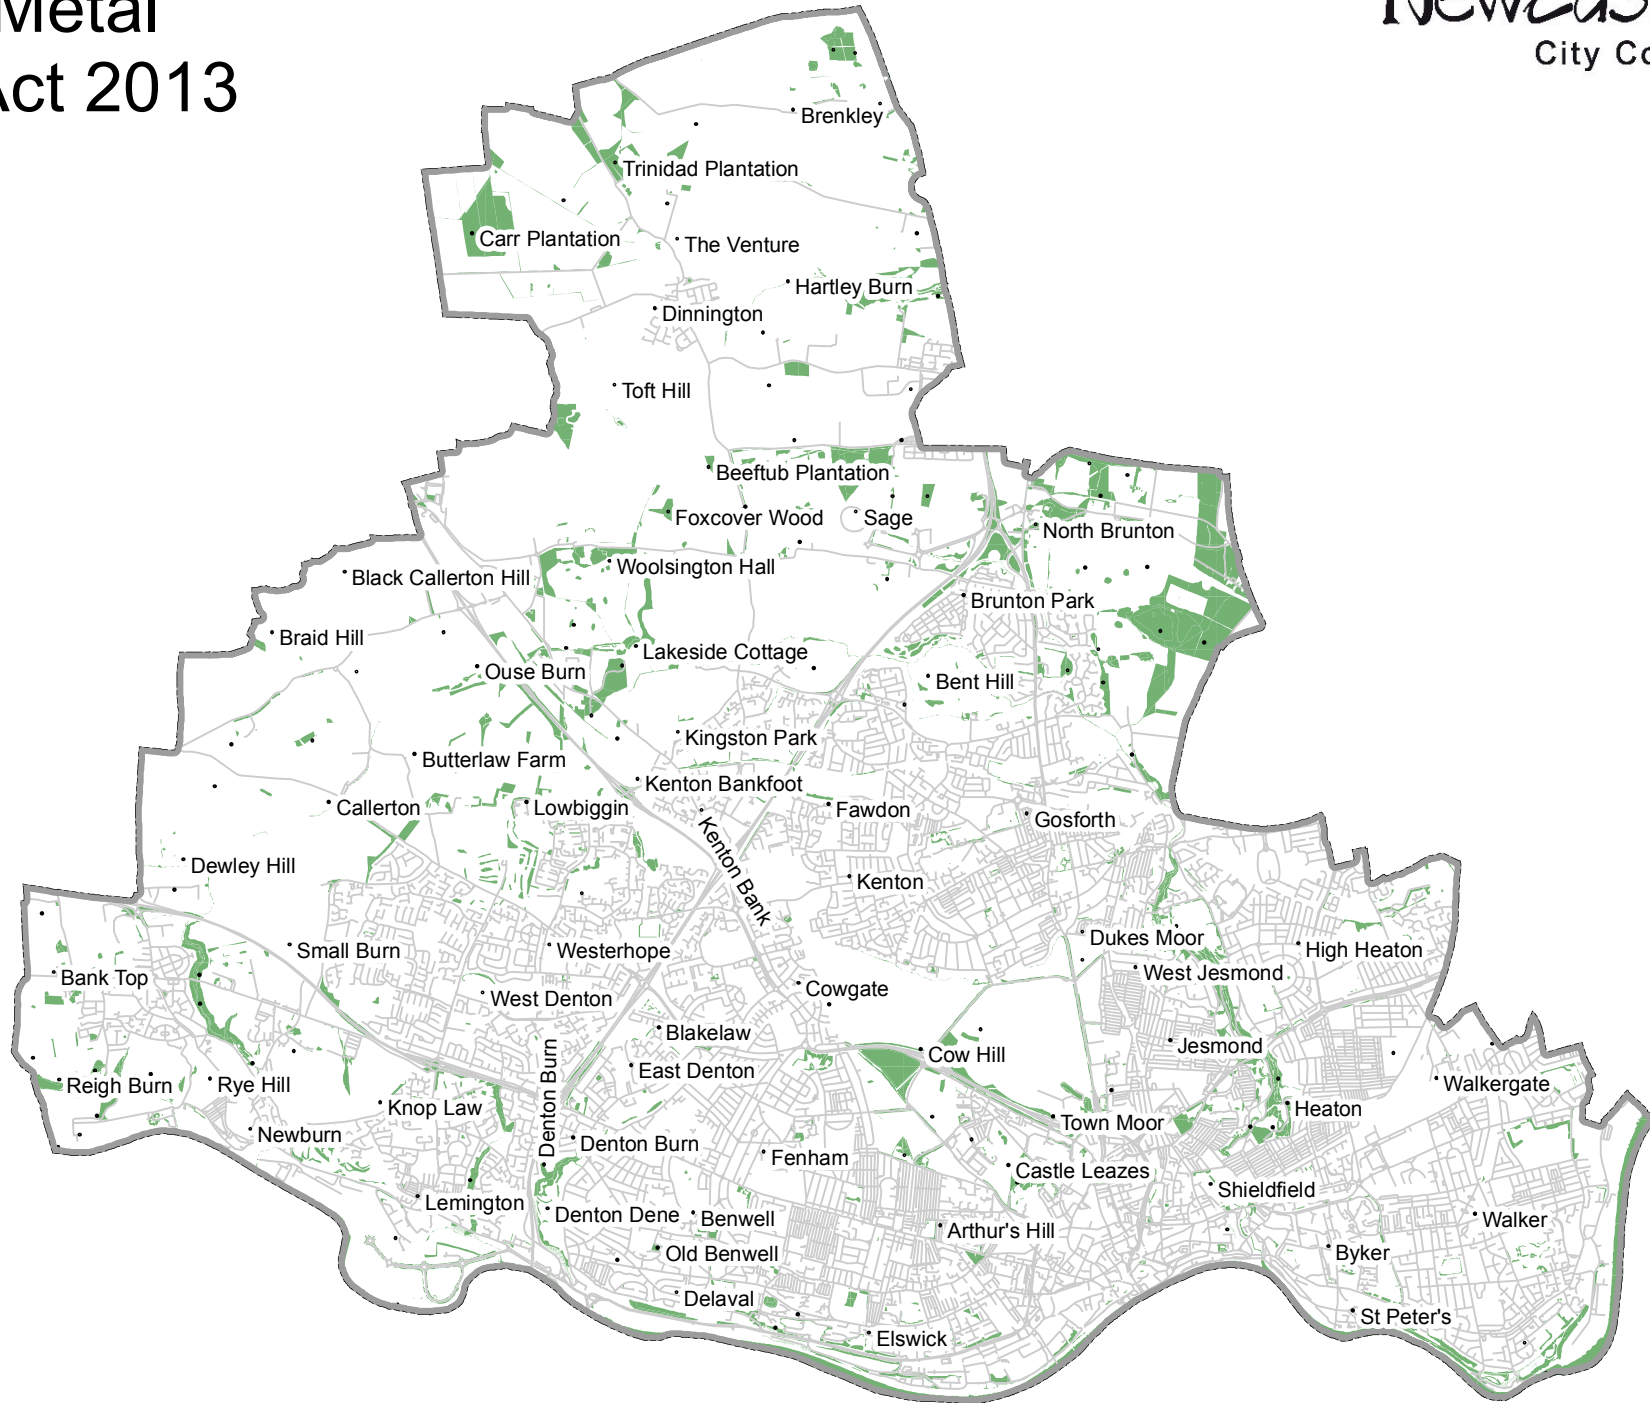 Metal
Act 2013
City Co
Brenkley
Trinidad Plantation
Carr Plantation
The Venture
Hartley Burn
Dinnington
Toft Hill
Beeftub Plantation
Foxcover Wood
Sage
North Brunton
Woolsington Hall
Black Callerton Hill
Brunton Park
Braid Hill
Lakeside Cottage
Ouse Burn
Bent Hill
Kingston Park
Butterlaw Farm
Kenton Bankfoot
Callerton
Lowbiggin
Fawdon
Gosforth
Kenton Bank
Dewley Hill
Kenton
Dukes Moor
High Heaton
Small Burn
Westerhope
West Jesmond
Bank Top
Cowgate
West Denton
Blakelaw
Jesmond
Cow Hill
East Denton
Reigh Burn
Rye Hill
Walkergate
Denton Burn
Knop Law
Heaton
Town Moor
Newburn
Denton Burn
Fenham
Castle Leazes
Shieldfield
Lemington
Denton Dene
Benwell
Walker
Arthur's Hill
Old Benwell
Byker
Delaval
St Peter's
Elswick